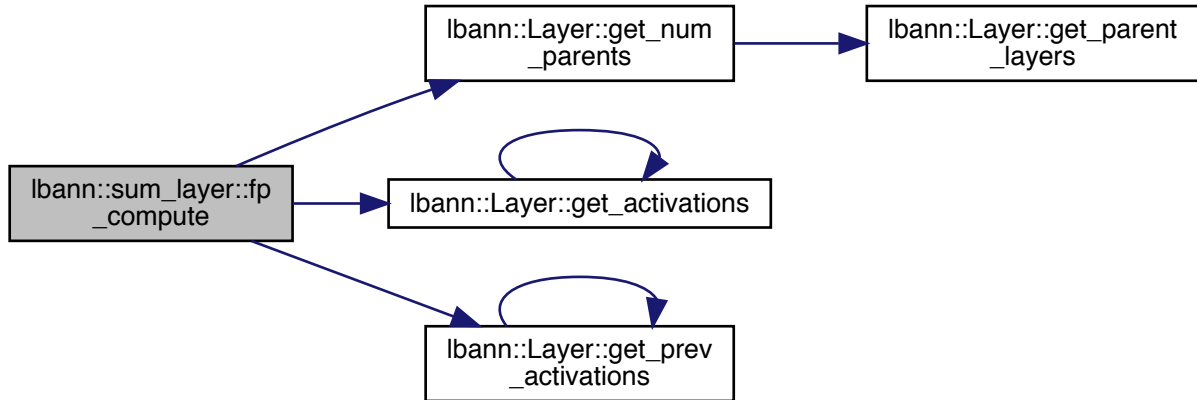 lbann::Layer::get_num
_parents
lbann::Layer::get_parent
_layers
lbann::sum_layer::fp
_compute
lbann::Layer::get_activations
lbann::Layer::get_prev
_activations